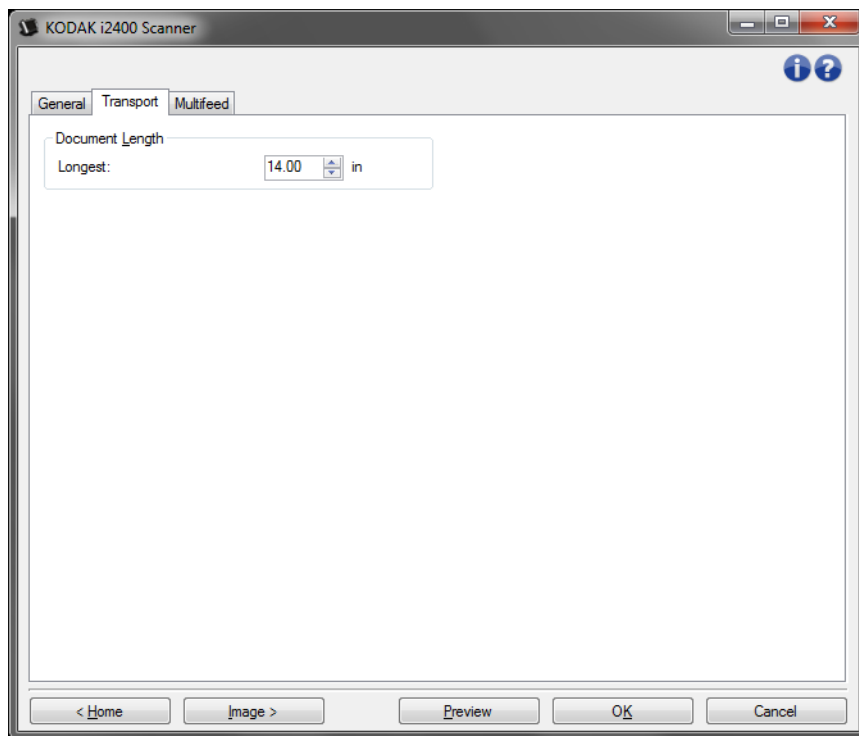 KODAK i2400 Scanner
General Transport Multifeed
Document Length
Longest: 14.00 in
< Home Image > Preview OK Cancel